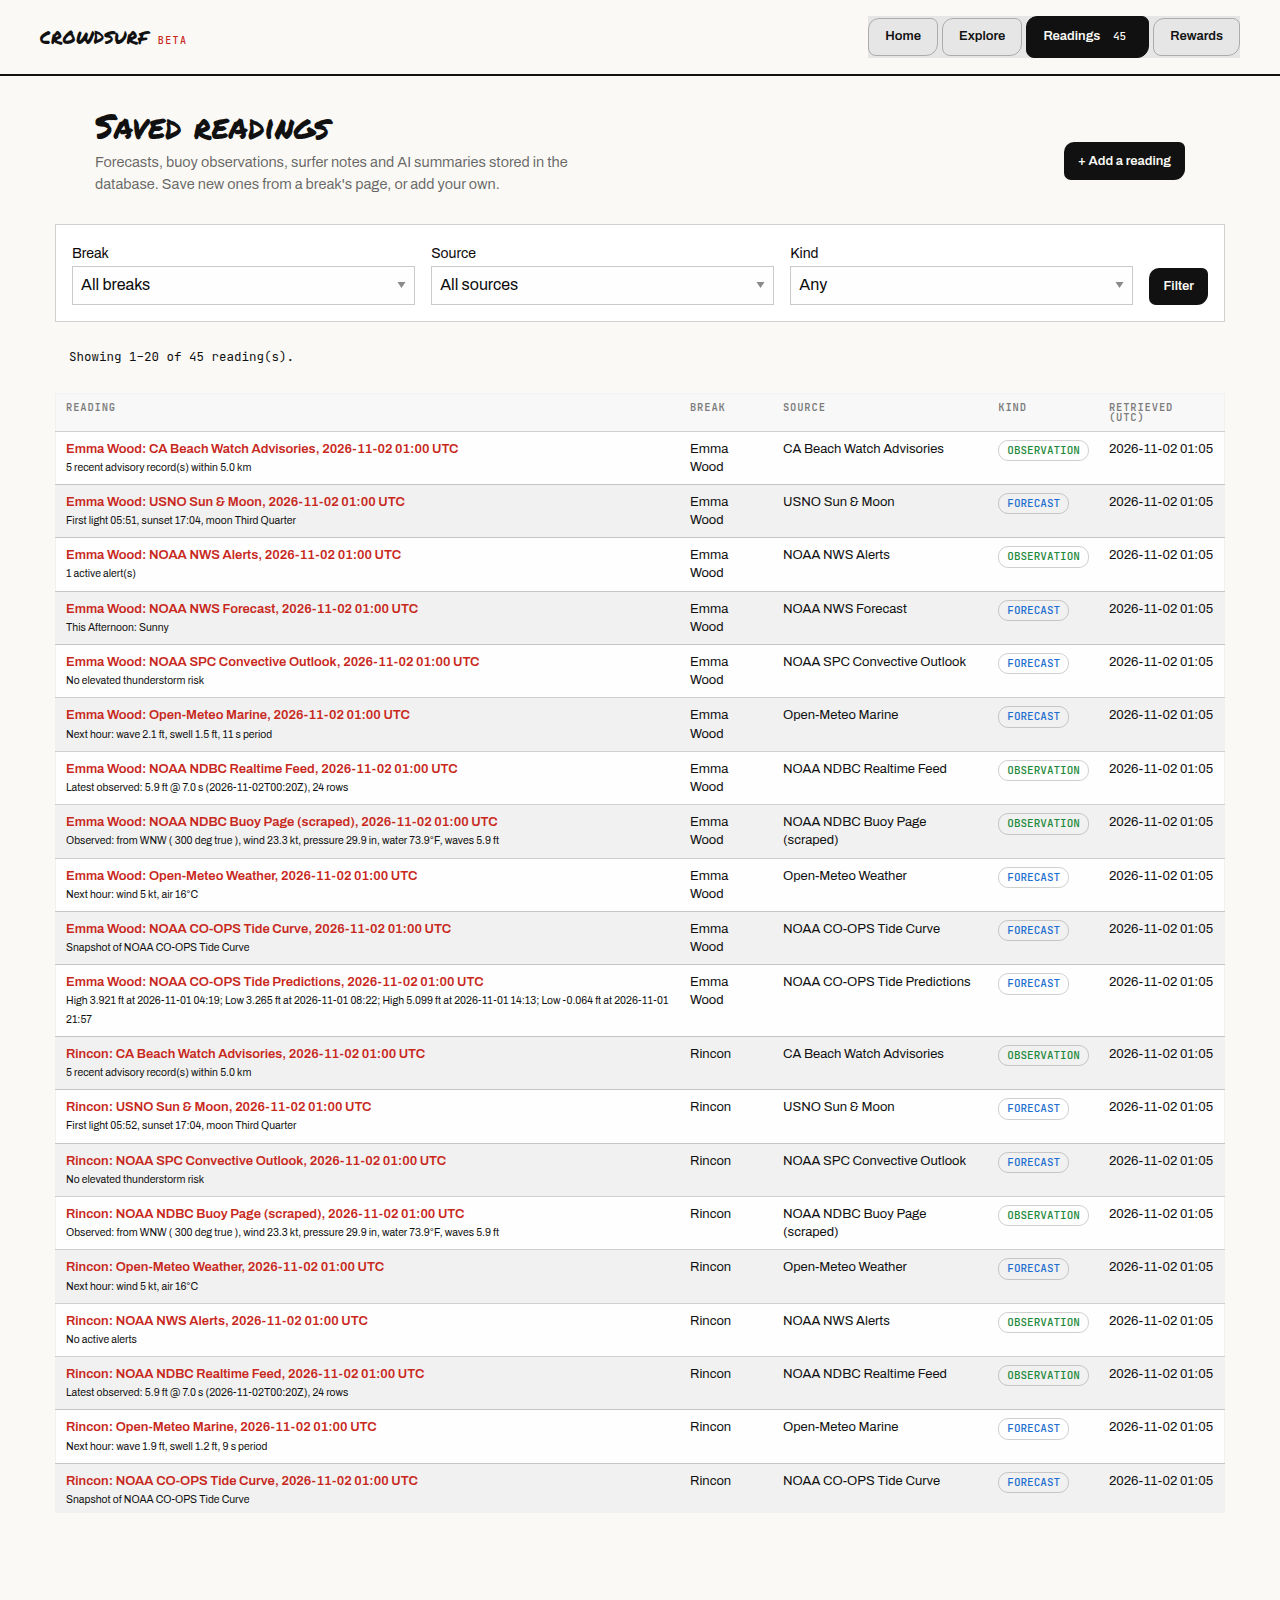 CROWDSURF BETA
Home Explore Readings 45 Rewards
Saved readings
Forecasts, buoy observations, surfer notes and AI summaries stored in the
database. Save new ones from a break's page, or add your own.
+ Add a reading
Break Source Kind
All breaks All sources Any Filter
Showing 1–20 of 45 reading(s).
READING BREAK SOURCE KIND RETRIEVED
(UTC)
Emma Wood: CA Beach Watch Advisories, 2026-11-02 01:00 UTC Emma CA Beach Watch Advisories OBSERVATION 2026-11-02 01:05
5 recent advisory record(s) within 5.0 km Wood
Emma Wood: USNO Sun & Moon, 2026-11-02 01:00 UTC Emma USNO Sun & Moon FORECAST 2026-11-02 01:05
First light 05:51, sunset 17:04, moon Third Quarter Wood
Emma Wood: NOAA NWS Alerts, 2026-11-02 01:00 UTC Emma NOAA NWS Alerts OBSERVATION 2026-11-02 01:05
1 active alert(s) Wood
Emma Wood: NOAA NWS Forecast, 2026-11-02 01:00 UTC Emma NOAA NWS Forecast FORECAST 2026-11-02 01:05
This Afternoon: Sunny Wood
Emma Wood: NOAA SPC Convective Outlook, 2026-11-02 01:00 UTC Emma NOAA SPC Convective Outlook FORECAST 2026-11-02 01:05
No elevated thunderstorm risk Wood
Emma Wood: Open-Meteo Marine, 2026-11-02 01:00 UTC Emma Open-Meteo Marine FORECAST 2026-11-02 01:05
Next hour: wave 2.1 ft, swell 1.5 ft, 11 s period Wood
Emma Wood: NOAA NDBC Realtime Feed, 2026-11-02 01:00 UTC Emma NOAA NDBC Realtime Feed OBSERVATION 2026-11-02 01:05
Latest observed: 5.9 ft @ 7.0 s (2026-11-02T00:20Z), 24 rows Wood
Emma Wood: NOAA NDBC Buoy Page (scraped), 2026-11-02 01:00 UTC Emma NOAA NDBC Buoy Page OBSERVATION 2026-11-02 01:05
Observed: from WNW ( 300 deg true ), wind 23.3 kt, pressure 29.9 in, water 73.9°F, waves 5.9 ft Wood (scraped)
Emma Wood: Open-Meteo Weather, 2026-11-02 01:00 UTC Emma Open-Meteo Weather FORECAST 2026-11-02 01:05
Next hour: wind 5 kt, air 16°C Wood
Emma Wood: NOAA CO-OPS Tide Curve, 2026-11-02 01:00 UTC Emma NOAA CO-OPS Tide Curve FORECAST 2026-11-02 01:05
Snapshot of NOAA CO-OPS Tide Curve Wood
Emma Wood: NOAA CO-OPS Tide Predictions, 2026-11-02 01:00 UTC Emma NOAA CO-OPS Tide Predictions FORECAST 2026-11-02 01:05
High 3.921 ft at 2026-11-01 04:19; Low 3.265 ft at 2026-11-01 08:22; High 5.099 ft at 2026-11-01 14:13; Low -0.064 ft at 2026-11-01 Wood
21:57
Rincon: CA Beach Watch Advisories, 2026-11-02 01:00 UTC Rincon CA Beach Watch Advisories OBSERVATION 2026-11-02 01:05
5 recent advisory record(s) within 5.0 km
Rincon: USNO Sun & Moon, 2026-11-02 01:00 UTC Rincon USNO Sun & Moon FORECAST 2026-11-02 01:05
First light 05:52, sunset 17:04, moon Third Quarter
Rincon: NOAA SPC Convective Outlook, 2026-11-02 01:00 UTC Rincon NOAA SPC Convective Outlook FORECAST 2026-11-02 01:05
No elevated thunderstorm risk
Rincon: NOAA NDBC Buoy Page (scraped), 2026-11-02 01:00 UTC Rincon NOAA NDBC Buoy Page OBSERVATION 2026-11-02 01:05
Observed: from WNW ( 300 deg true ), wind 23.3 kt, pressure 29.9 in, water 73.9°F, waves 5.9 ft (scraped)
Rincon: Open-Meteo Weather, 2026-11-02 01:00 UTC Rincon Open-Meteo Weather FORECAST 2026-11-02 01:05
Next hour: wind 5 kt, air 16°C
Rincon: NOAA NWS Alerts, 2026-11-02 01:00 UTC Rincon NOAA NWS Alerts OBSERVATION 2026-11-02 01:05
No active alerts
Rincon: NOAA NDBC Realtime Feed, 2026-11-02 01:00 UTC Rincon NOAA NDBC Realtime Feed OBSERVATION 2026-11-02 01:05
Latest observed: 5.9 ft @ 7.0 s (2026-11-02T00:20Z), 24 rows
Rincon: Open-Meteo Marine, 2026-11-02 01:00 UTC Rincon Open-Meteo Marine FORECAST 2026-11-02 01:05
Next hour: wave 1.9 ft, swell 1.2 ft, 9 s period
Rincon: NOAA CO-OPS Tide Curve, 2026-11-02 01:00 UTC Rincon NOAA CO-OPS Tide Curve FORECAST 2026-11-02 01:05
Snapshot of NOAA CO-OPS Tide Curve